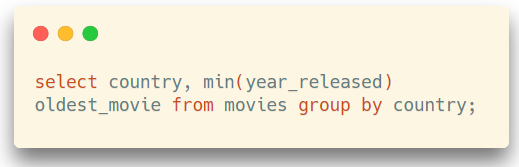 select country, min(year_released)
oldest_movie from movies group by country;